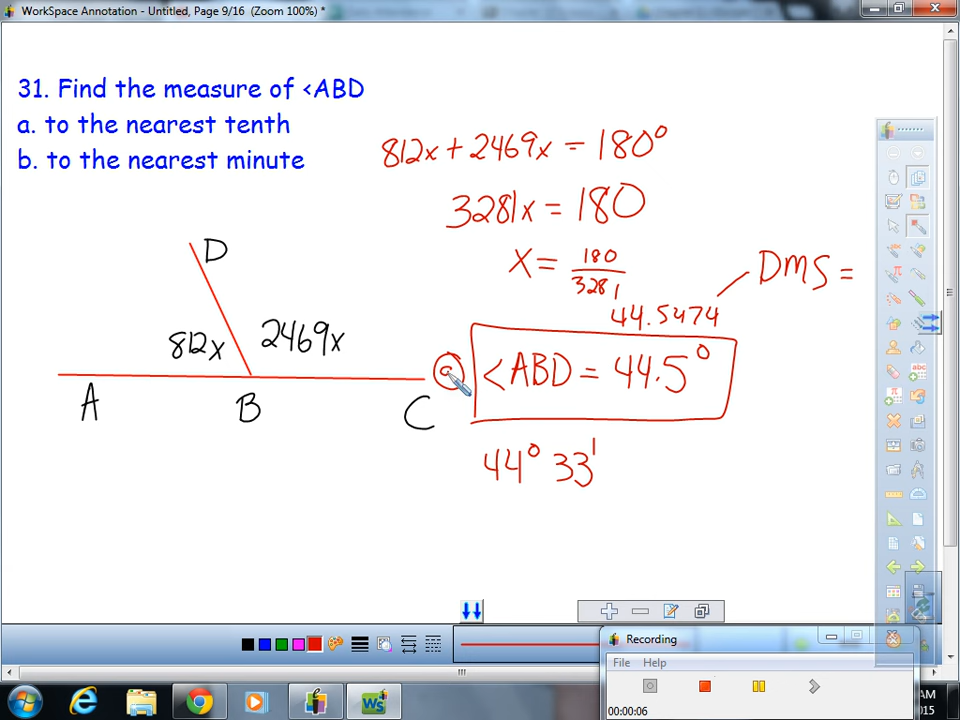 WorkSpace Annotation - Untitled, Page 9/16 (Zoom 100%) *
31. Find the measure of <ABD
a. to the nearest tenth
b. to the nearest minute
812x + 2469x = 180°
3281x = 180
x = 180
3281
44.5474
DMS =
D
812x
2469x
A
B
C
a
<ABD = 44.5°
44° 33'
Recording
File Help
00:00:06
AM
015